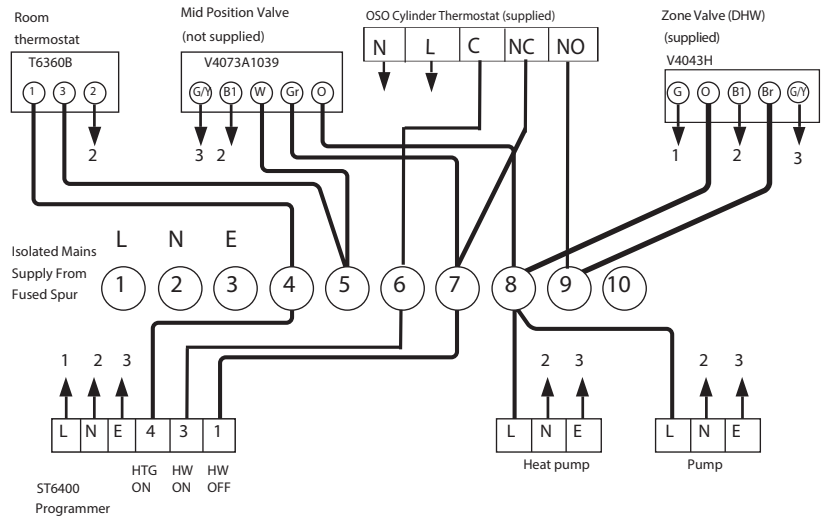 Room
thermostat
T6360B
1 3 2
2
Mid Position Valve
(not supplied)
V4073A1039
G/Y B1 W Gr O
3 2
OSO Cylinder Thermostat (supplied)
N L C NC NO
Zone Valve (DHW)
(supplied)
V4043H
G O B1 Br G/Y
1 2 3
L N E
Isolated Mains
Supply From
Fused Spur
1 2 3 4 5 6 7 8 9 10
1 2 3
L N E 4 3 1
HTG HW HW
ON ON OFF
ST6400
Programmer
2 3
L N E
Heat pump
2 3
L N E
Pump